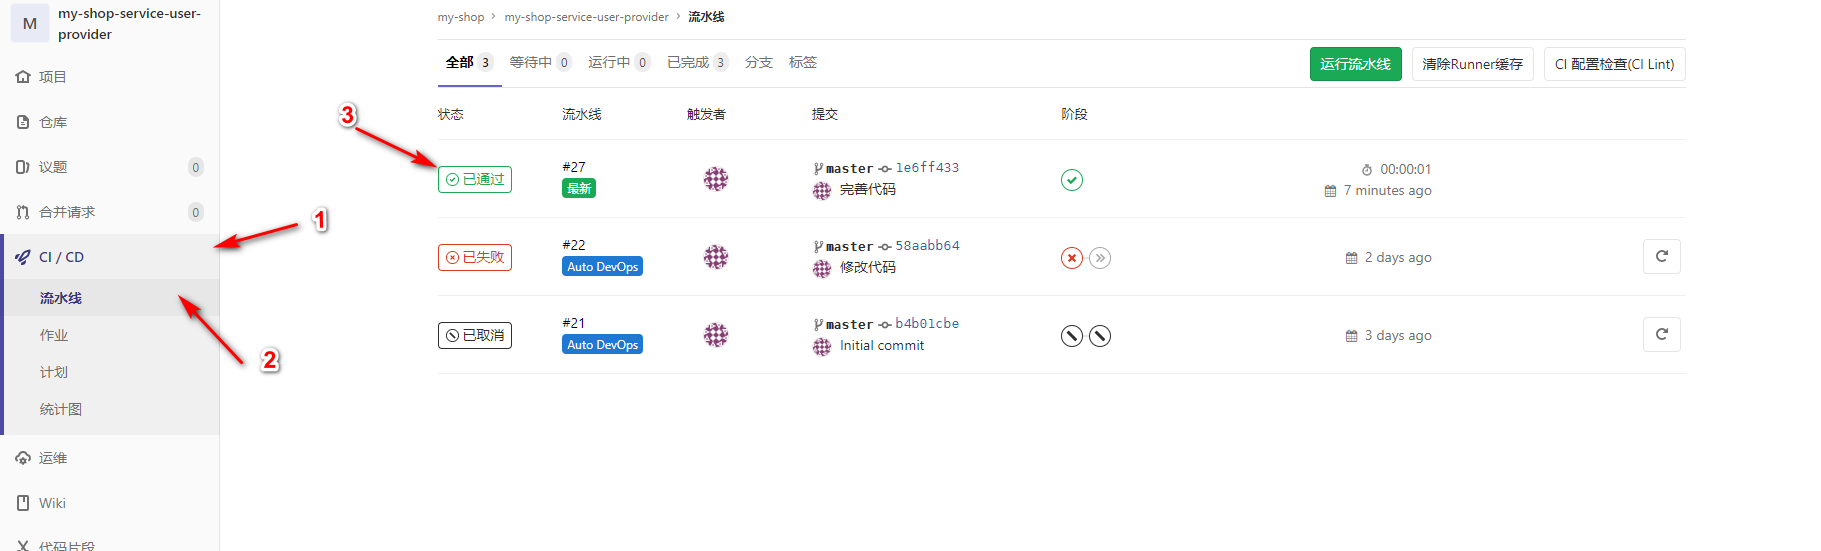 M
my-shop-service-user-
provider
项目
仓库
议题 0
合并请求 0
CI / CD
流水线
作业
计划
统计图
运维
Wiki
代码片段
1
2
3
my-shop › my-shop-service-user-provider › 流水线
全部 3 等待中 0 运行中 0 已完成 3 分支 标签
运行流水线 清除Runner缓存 CI 配置检查(CI Lint)
状态 流水线 触发者 提交 阶段
已通过 #27 master 1e6ff433 00:00:01
最新 完善代码 7 minutes ago
已失败 #22 master 58aabb64 2 days ago
Auto DevOps 修改代码
已取消 #21 master b4b01cbe 3 days ago
Auto DevOps Initial commit